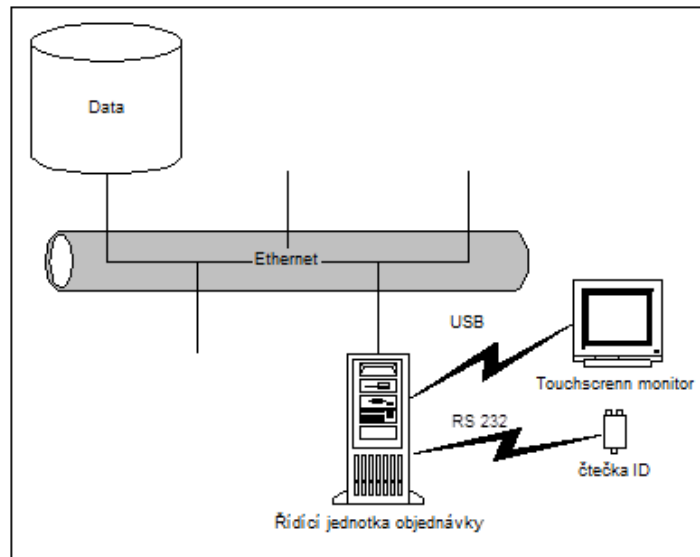 Data
Ethernet
USB
Touchscrenn monitor
RS 232
čtečka ID
Řídící jednotka objednávky